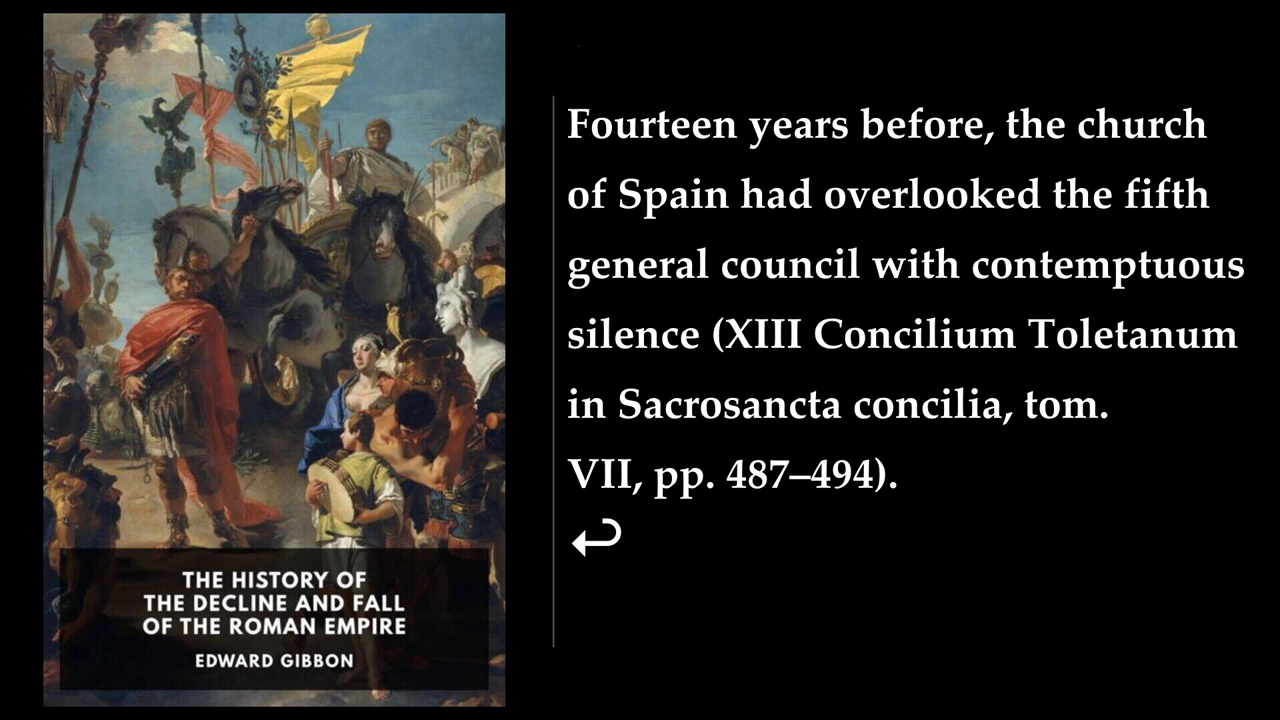 THE HISTORY OF
THE DECLINE AND FALL
OF THE ROMAN EMPIRE
EDWARD GIBBON
Fourteen years before, the church
of Spain had overlooked the fifth
general council with contemptuous
silence (XIII Concilium Toletanum
in Sacrosancta concilia, tom.
VII, pp. 487–494).
↩